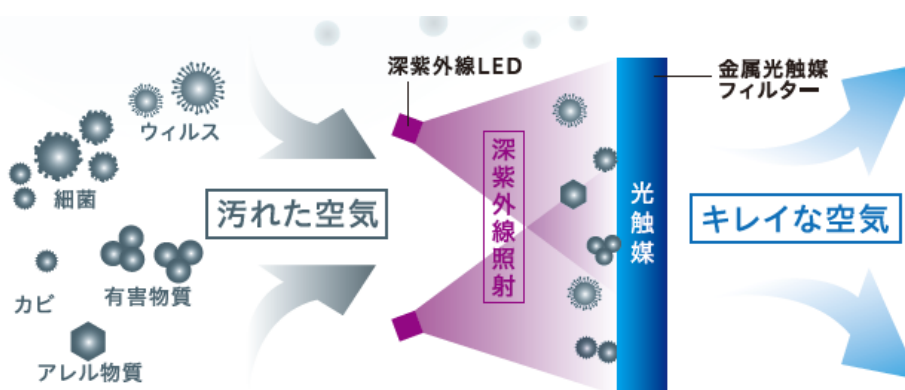 深紫外線LED
金属光触媒
フィルター
ウィルス
細菌
汚れた空気
深紫外線照射
光触媒
キレイな空気
カビ
有害物質
アレル物質